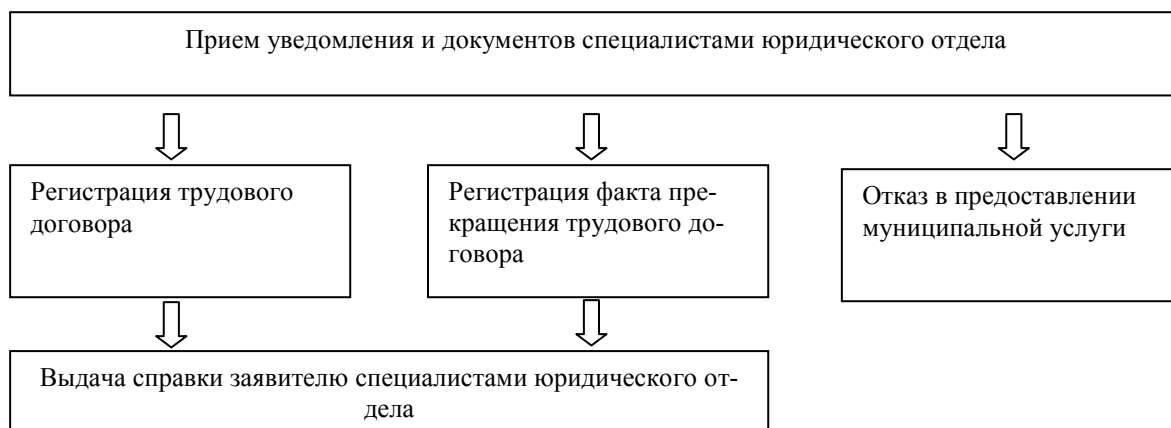 Прием уведомления и документов специалистами юридического отдела
Регистрация трудового
договора
Регистрация факта пре-
кращения трудового до-
говора
Отказ в предоставлении
муниципальной услуги
Выдача справки заявителю специалистами юридического от-
дела